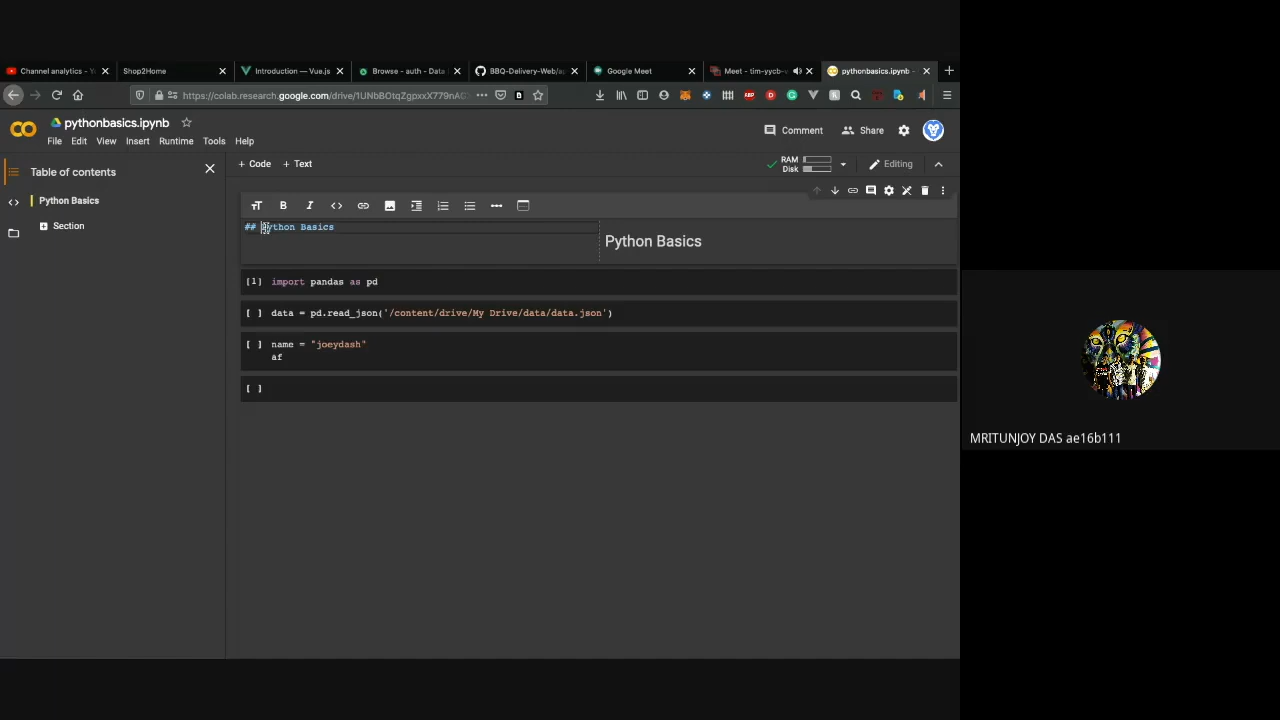 Channel analytics - Y
Shop2Home
Introduction — Vue.js
Browse - auth - Data
BBQ-Delivery-Web/a
Google Meet
Meet - tim-yycb-
pythonbasics.ipynb -
https://colab.research.google.com/drive/
pythonbasics.ipynb
File Edit View Insert Runtime Tools Help
Comment
Share
Table of contents
+ Code + Text
RAM
Disk
Editing
Python Basics
Section
## Python Basics
Python Basics
[1] import pandas as pd
[ ] data = pd.read_json('/content/drive/My Drive/data/data.json')
[ ] name = "joeydash"
af
[ ]
MRITUNJOY DAS ae16b111